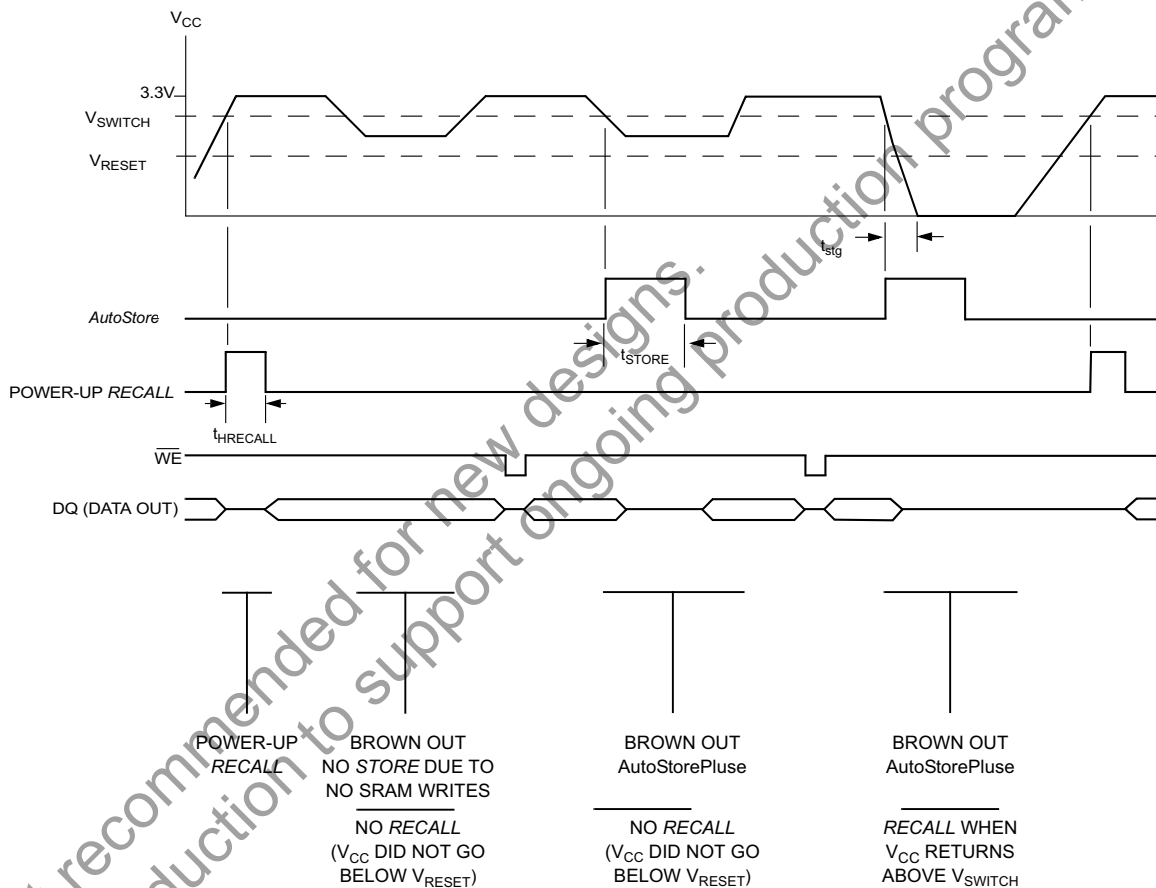 VCC
3.3V
VSWITCH
VRESET
tstg
AutoStore
tSTORE
POWER-UP RECALL
tHRECALL
WE
DQ (DATA OUT)
POWER-UP
RECALL
BROWN OUT
NO STORE DUE TO
NO SRAM WRITES
NO RECALL
(VCC DID NOT GO
BELOW VRESET)
BROWN OUT
AutoStorePluse
NO RECALL
(VCC DID NOT GO
BELOW VRESET)
BROWN OUT
AutoStorePluse
RECALL WHEN
VCC RETURNS
ABOVE VSWITCH
recommended for new designs.
duction to support ongoing production program